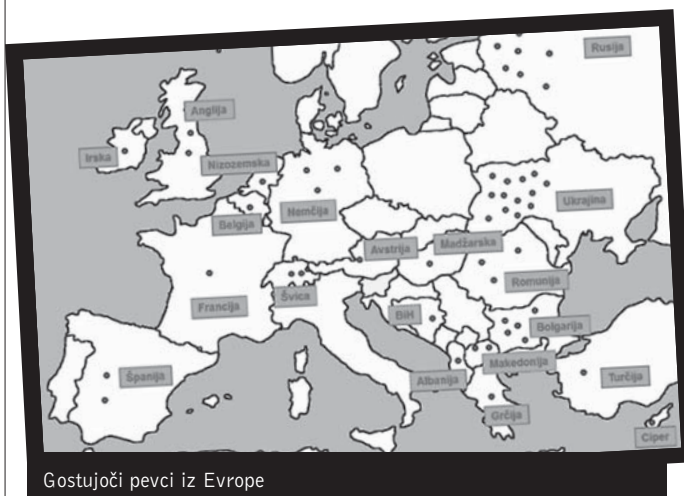 Rusija
Anglija
Irska
Nizozemska
Ukrajina
Nemčija
Belgija
Madžarska
Avstrija
Romunija
Švica
Francija
BiH
Bolgarija
Makedonija
Albanija
Španija
Turčija
Grčija
Ciper
Gostujoči pevci iz Evrope